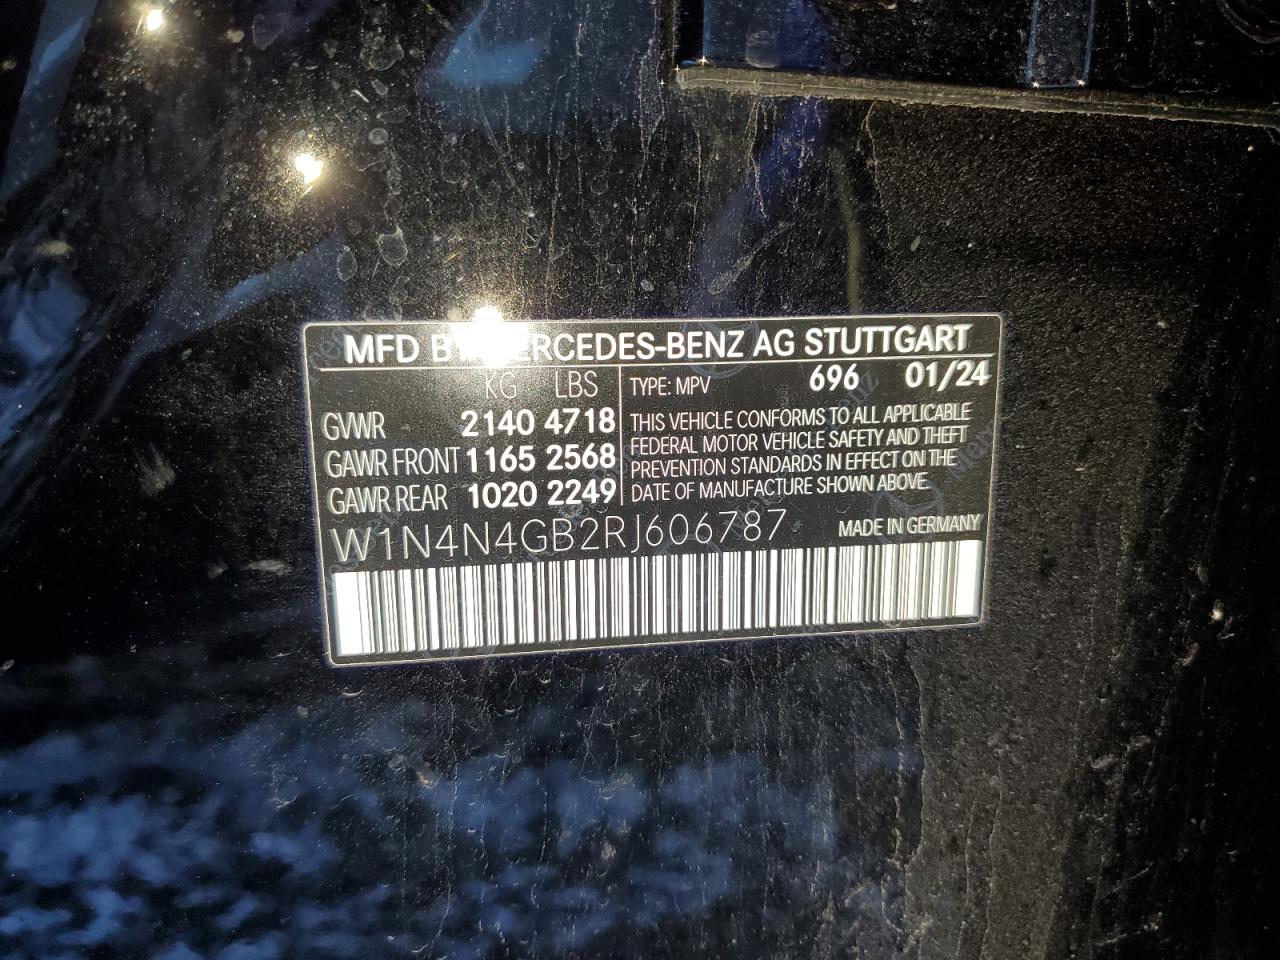 MFD BY MERCEDES-BENZ AG STUTTGART
KG LBS
GVWR 2140 4718
GAWR FRONT 1165 2568
GAWR REAR 1020 2249
TYPE: MPV 696 01/24
THIS VEHICLE CONFORMS TO ALL APPLICABLE
FEDERAL MOTOR VEHICLE SAFETY AND THEFT
PREVENTION STANDARDS IN EFFECT ON THE
DATE OF MANUFACTURE SHOWN ABOVE.
W1N4N4GB2RJ606787
MADE IN GERMANY